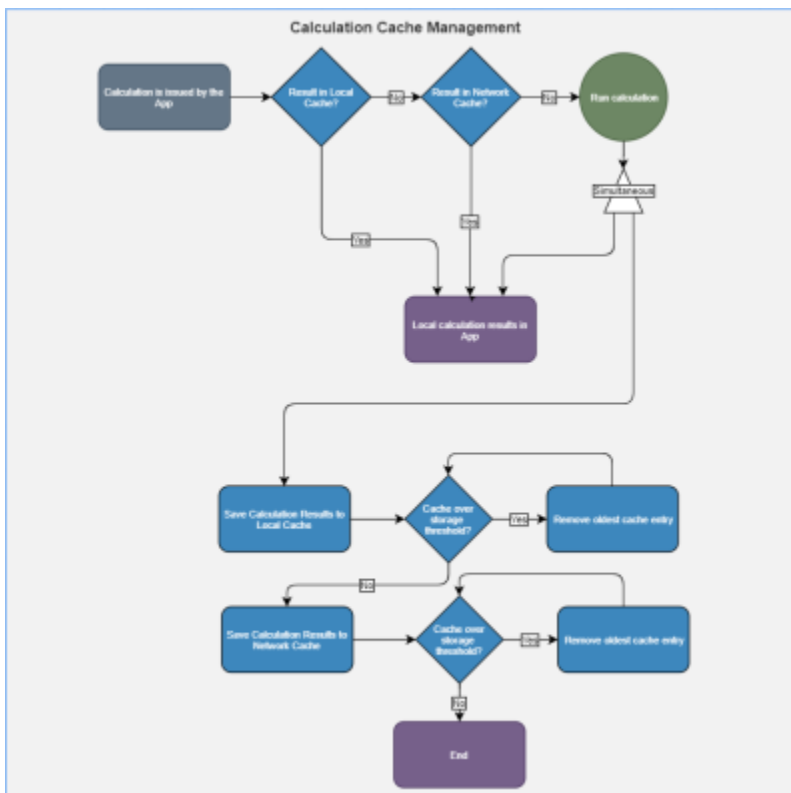 Calculation Cache Management
Calculation is issued by the
App
Result in Local
Cache?
No
Result in Network
Cache?
No
Run calculation
Simultaneous
Yes
Yes
Local calculation results in
App
Save Calculation Results to
Local Cache
Cache over
storage
threshold?
Yes
Remove oldest cache entry
No
Save Calculation Results to
Network Cache
Cache over
storage
threshold?
Yes
Remove oldest cache entry
No
End